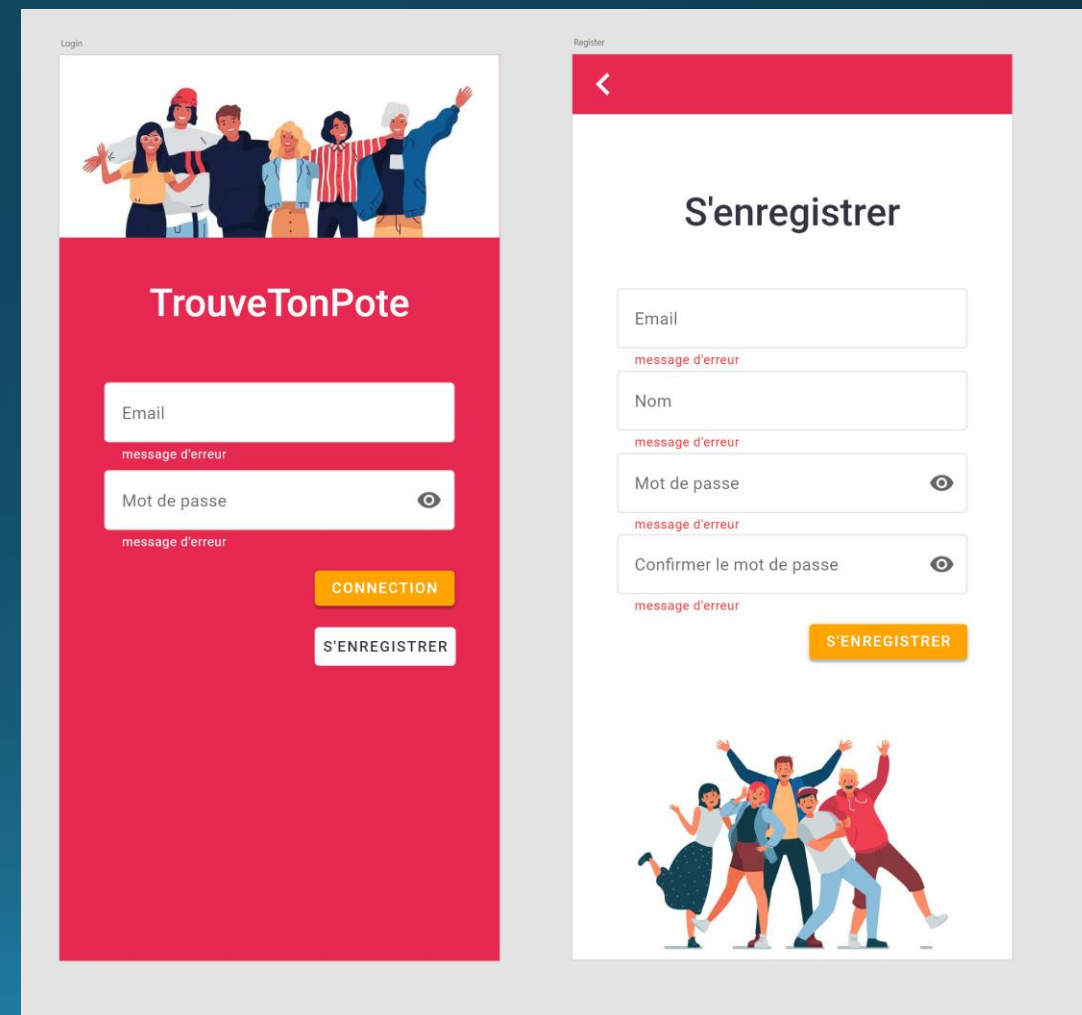 Login
TrouveTonPote
Email
message d'erreur
Mot de passe
message d'erreur
CONNECTION
S'ENREGISTRER
Register
S'enregistrer
Email
message d'erreur
Nom
message d'erreur
Mot de passe
message d'erreur
Confirmer le mot de passe
message d'erreur
S'ENREGISTRER